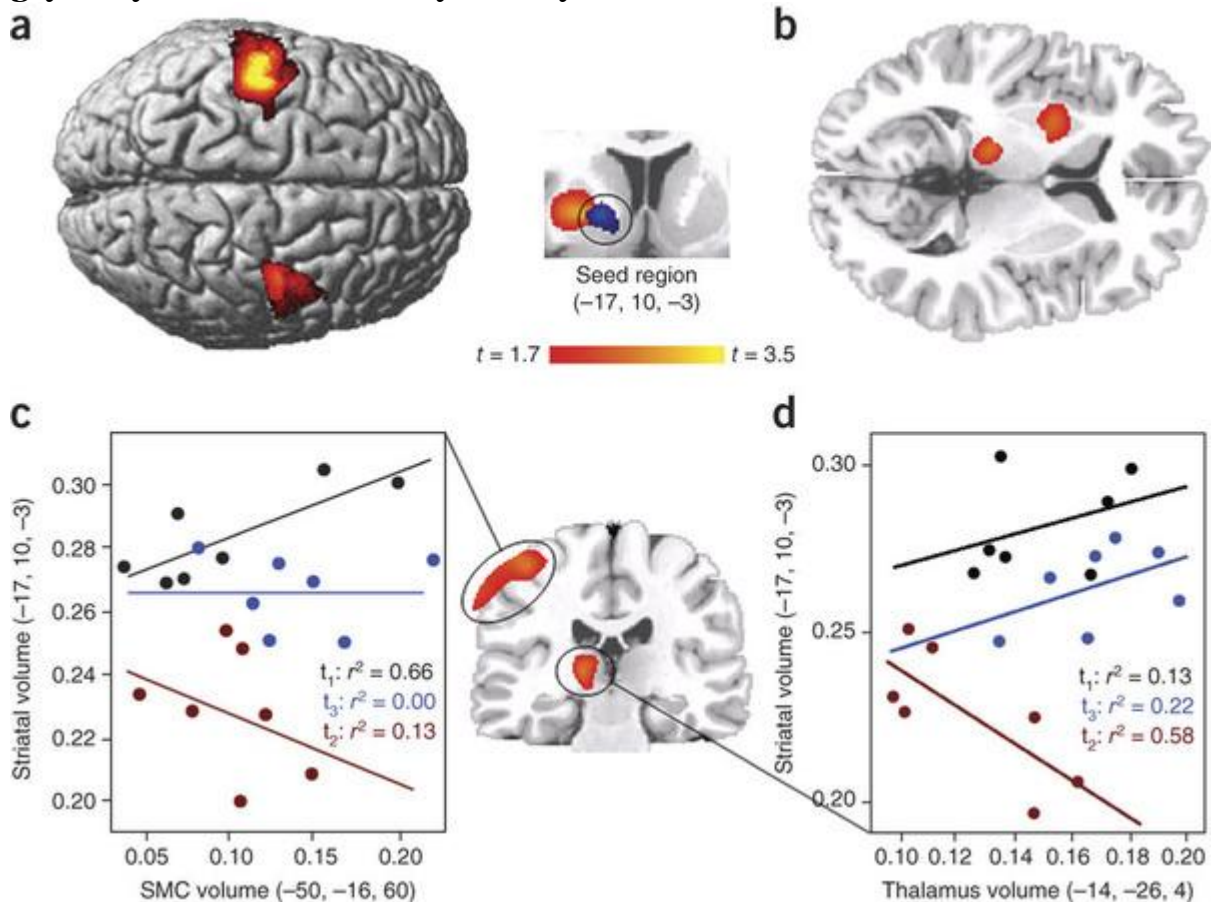 a
b
Seed region
(–17, 10, –3)
t = 1.7
t = 3.5
c
Striatal volume (–17, 10, –3)
0.30
0.28
0.26
0.24
0.22
0.20
t1: r2 = 0.66
t3: r2 = 0.00
t2: r2 = 0.13
0.05 0.10 0.15 0.20
SMC volume (–50, –16, 60)
d
Striatal volume (–17, 10, –3)
0.30
0.25
0.20
t1: r2 = 0.13
t3: r2 = 0.22
t2: r2 = 0.58
0.10 0.12 0.14 0.16 0.18 0.20
Thalamus volume (–14, –26, 4)